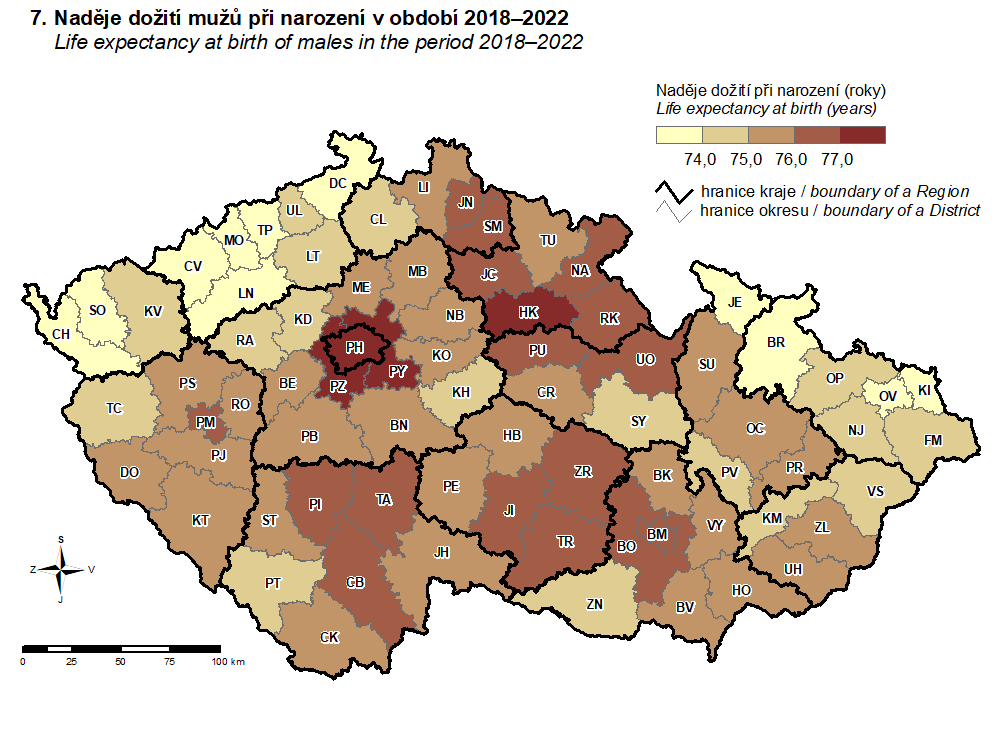 7. Naděje dožití mužů při narození v období 2018–2022
Life expectancy at birth of males in the period 2018–2022
Naděje dožití při narození (roky)
Life expectancy at birth (years)
74,0 75,0 76,0 77,0
hranice kraje / boundary of a Region
hranice okresu / boundary of a District
DC
LI
JN
UL
CL
SM
TP
MO
TU
LT
CV
MB
JC
NA
ME
LN
JE
SO
KV
HK
KD
NB
RK
CH
RA
BR
PH
PU
UO
KO
SU
PY
OP
PS
BE
PZ
KH
CR
OV
KI
TC
RO
PM
SY
BN
OC
NJ
FM
PB
HB
PJ
DO
PR
ZR
PV
BK
VS
PE
PI
TA
JI
KT
ST
KM
VY
ZL
BM
TR
BO
JH
UH
CB
PT
HO
ZN
BV
CK
S
Z V
J
0 25 50 75 100 km